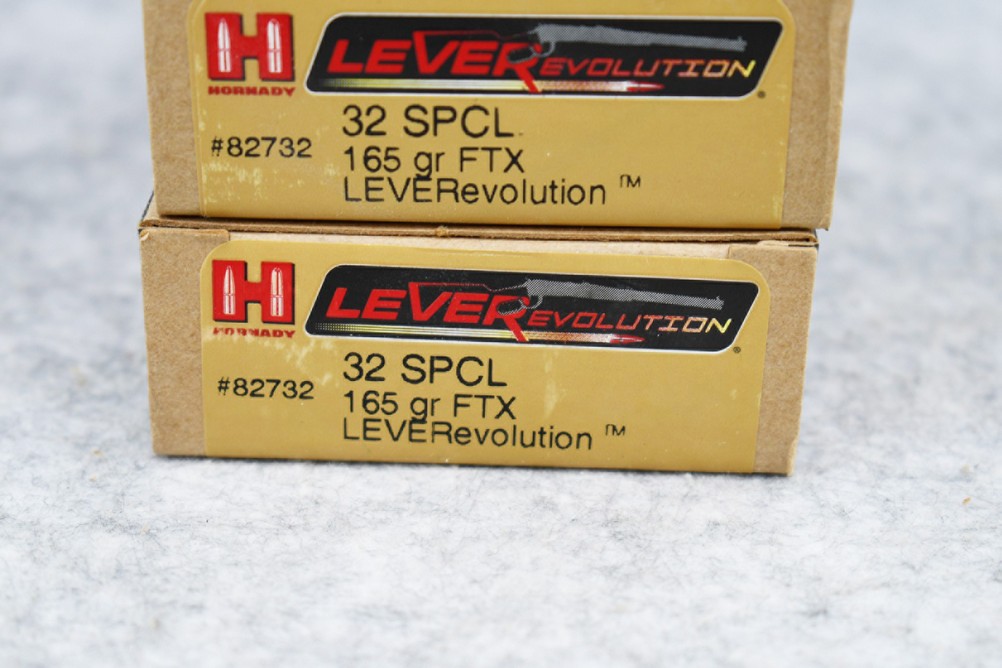 HORNADY
LEVEREVOLUTION
#82732
32 SPCL
165 gr FTX
LEVERevolution ™
HORNADY
LEVEREVOLUTION
#82732
32 SPCL
165 gr FTX
LEVERevolution ™